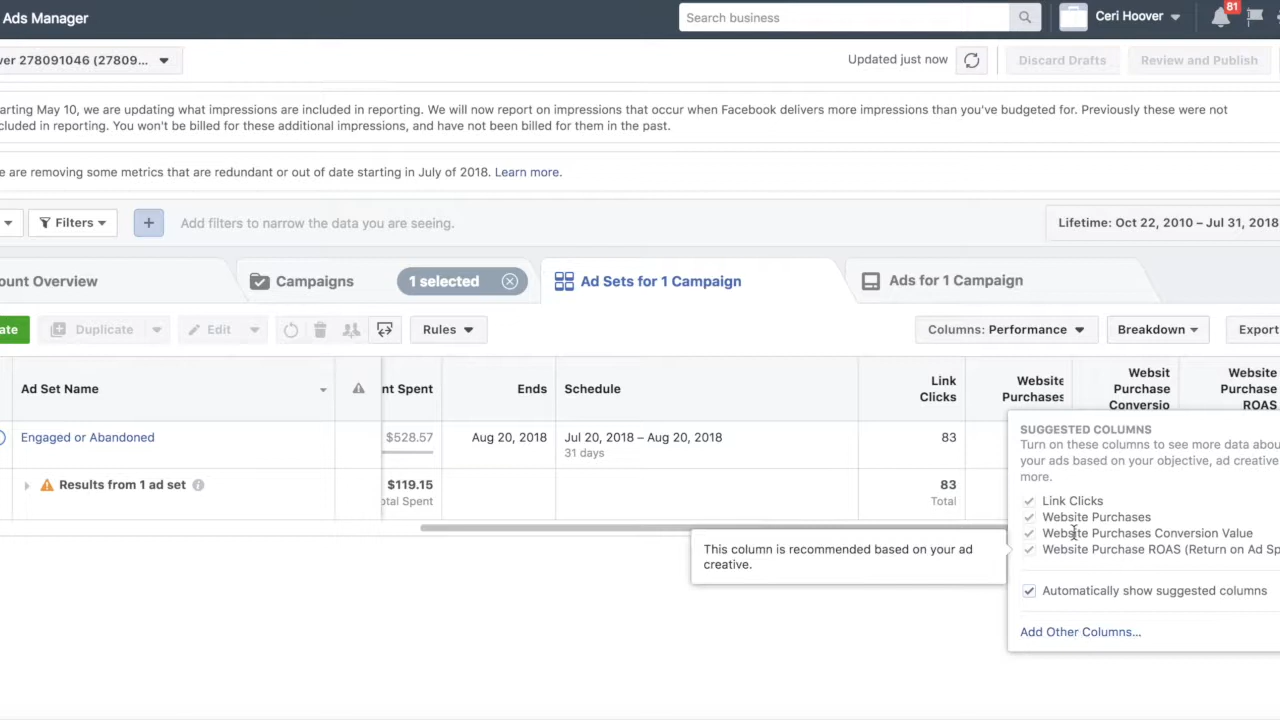 Ads Manager
Search business
Ceri Hoover
81
ver 278091046 (27809...
Updated just now
Discard Drafts
Review and Publish
arting May 10, we are updating what impressions are included in reporting. We will now report on impressions that occur when Facebook delivers more impressions than you've budgeted for. Previously these were not
cluded in reporting. You won't be billed for these additional impressions, and have not been billed for them in the past.
e are removing some metrics that are redundant or out of date starting in July of 2018. Learn more.
Filters
+
Add filters to narrow the data you are seeing.
Lifetime: Oct 22, 2010 – Jul 31, 2018
ount Overview
Campaigns
1 selected
Ad Sets for 1 Campaign
Ads for 1 Campaign
ate
Duplicate
Edit
Rules
Columns: Performance
Breakdown
Export
Ad Set Name
nt Spent
Ends
Schedule
Link
Clicks
Website
Purchases
Websit
Purchase
Conversio
Website
Purchase
ROAS
Engaged or Abandoned
$528.57
Aug 20, 2018
Jul 20, 2018 – Aug 20, 2018
31 days
83
Results from 1 ad set
$119.15
otal Spent
83
Total
SUGGESTED COLUMNS
Turn on these columns to see more data abou
your ads based on your objective, ad creative
more.
Link Clicks
Website Purchases
Website Purchases Conversion Value
Website Purchase ROAS (Return on Ad Sp
Automatically show suggested columns
Add Other Columns...
This column is recommended based on your ad
creative.